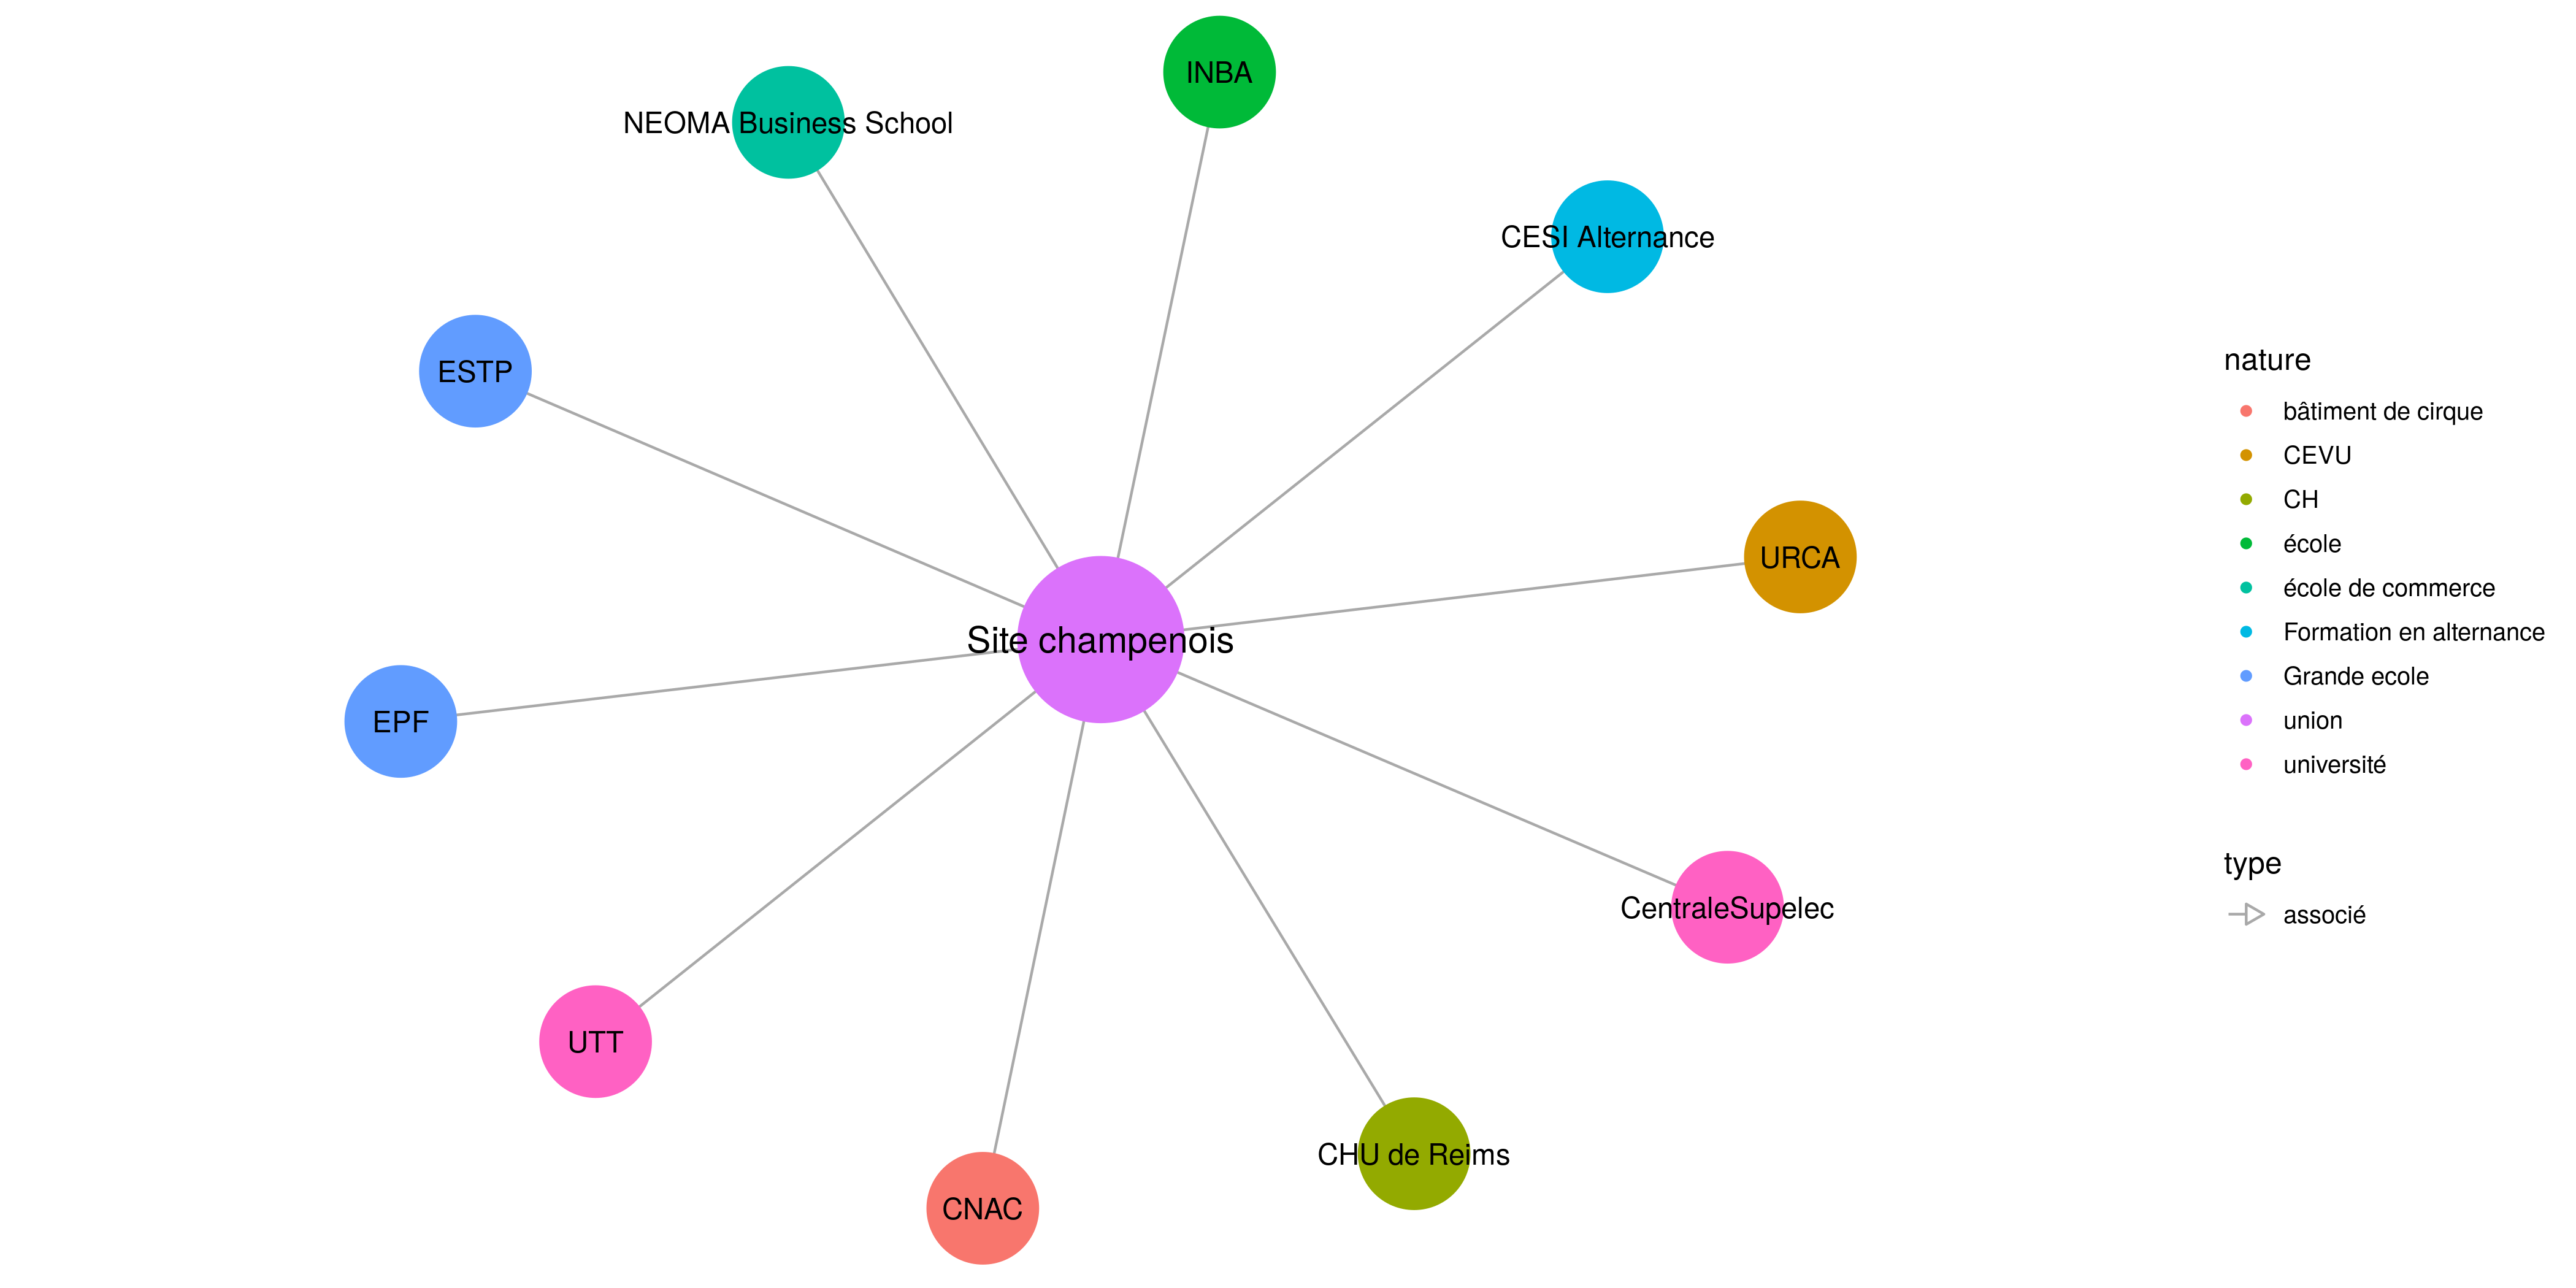 INBA
NEOMA Business School
CESI Alternance
ESTP
URCA
Site champenois
EPF
CentraleSupelec
UTT
CHU de Reims
CNAC
nature
bâtiment de cirque
CEVU
CH
école
école de commerce
Formation en alternance
Grande ecole
union
université
type
associé